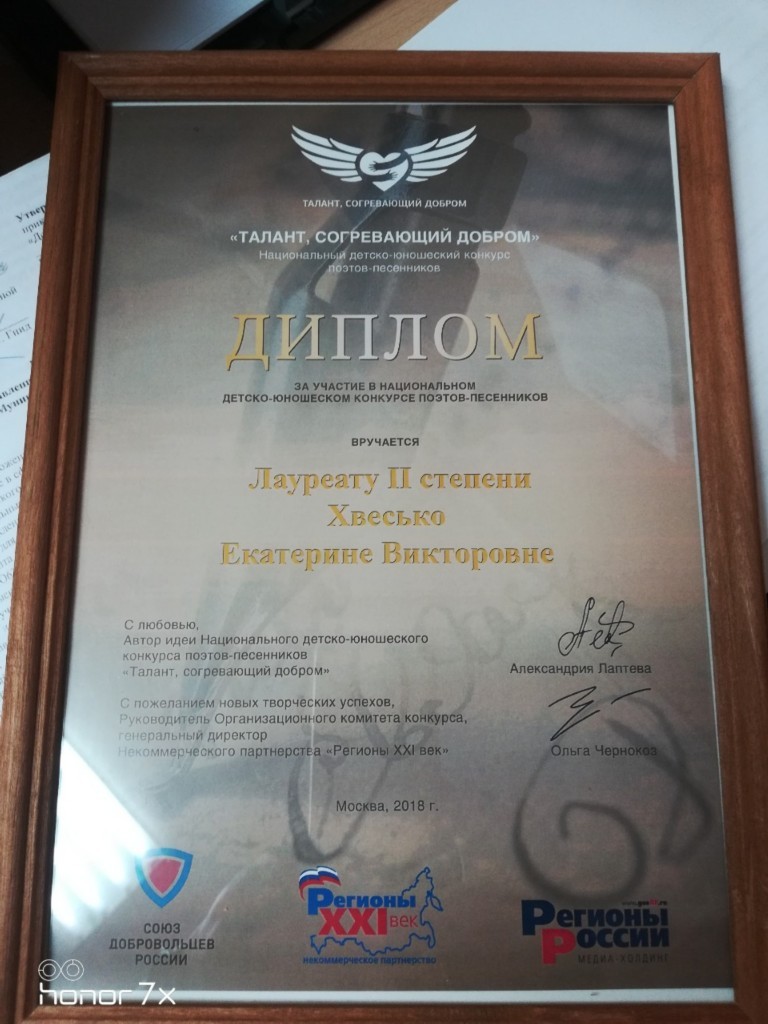 ТАЛАНТ, СОГРЕВАЮЩИЙ ДОБРОМ
«ТАЛАНТ, СОГРЕВАЮЩИЙ ДОБРОМ»
Национальный детско-юношеский конкурс
поэтов-песенников
ДИПЛОМ
ЗА УЧАСТИЕ В НАЦИОНАЛЬНОМ
ДЕТСКО-ЮНОШЕСКОМ КОНКУРСЕ ПОЭТОВ-ПЕСЕННИКОВ
ВРУЧАЕТСЯ
Лауреату II степени
Хвесько
Екатерине Викторовне
С любовью,
Автор идеи Национального детско-юношеского
конкурса поэтов-песенников
«Талант, согревающий добром»
Александрия Лаптева
С пожеланием новых творческих успехов,
Руководитель Организационного комитета конкурса,
генеральный директор
Некоммерческого партнерства «Регионы XXI век»
Ольга Чернокоз
Москва, 2018 г.
СОЮЗ
ДОБРОВОЛЬЦЕВ
РОССИИ
Регионы
XXI век
некоммерческое партнерство
Регионы
России
МЕДИА-ХОЛДИНГ
honor 7x